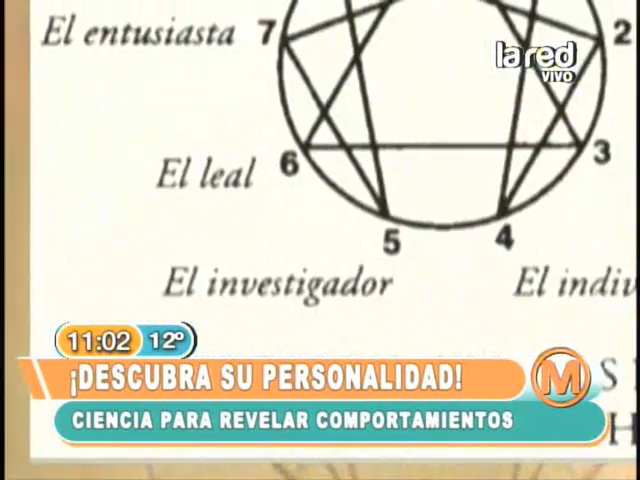 El entusiasta 7
2
la red
VIVO
6
3
El leal
5
4
El investigador
El indiv
11:02 12º
¡DESCUBRA SU PERSONALIDAD!
M
S
CIENCIA PARA REVELAR COMPORTAMIENTOS
H